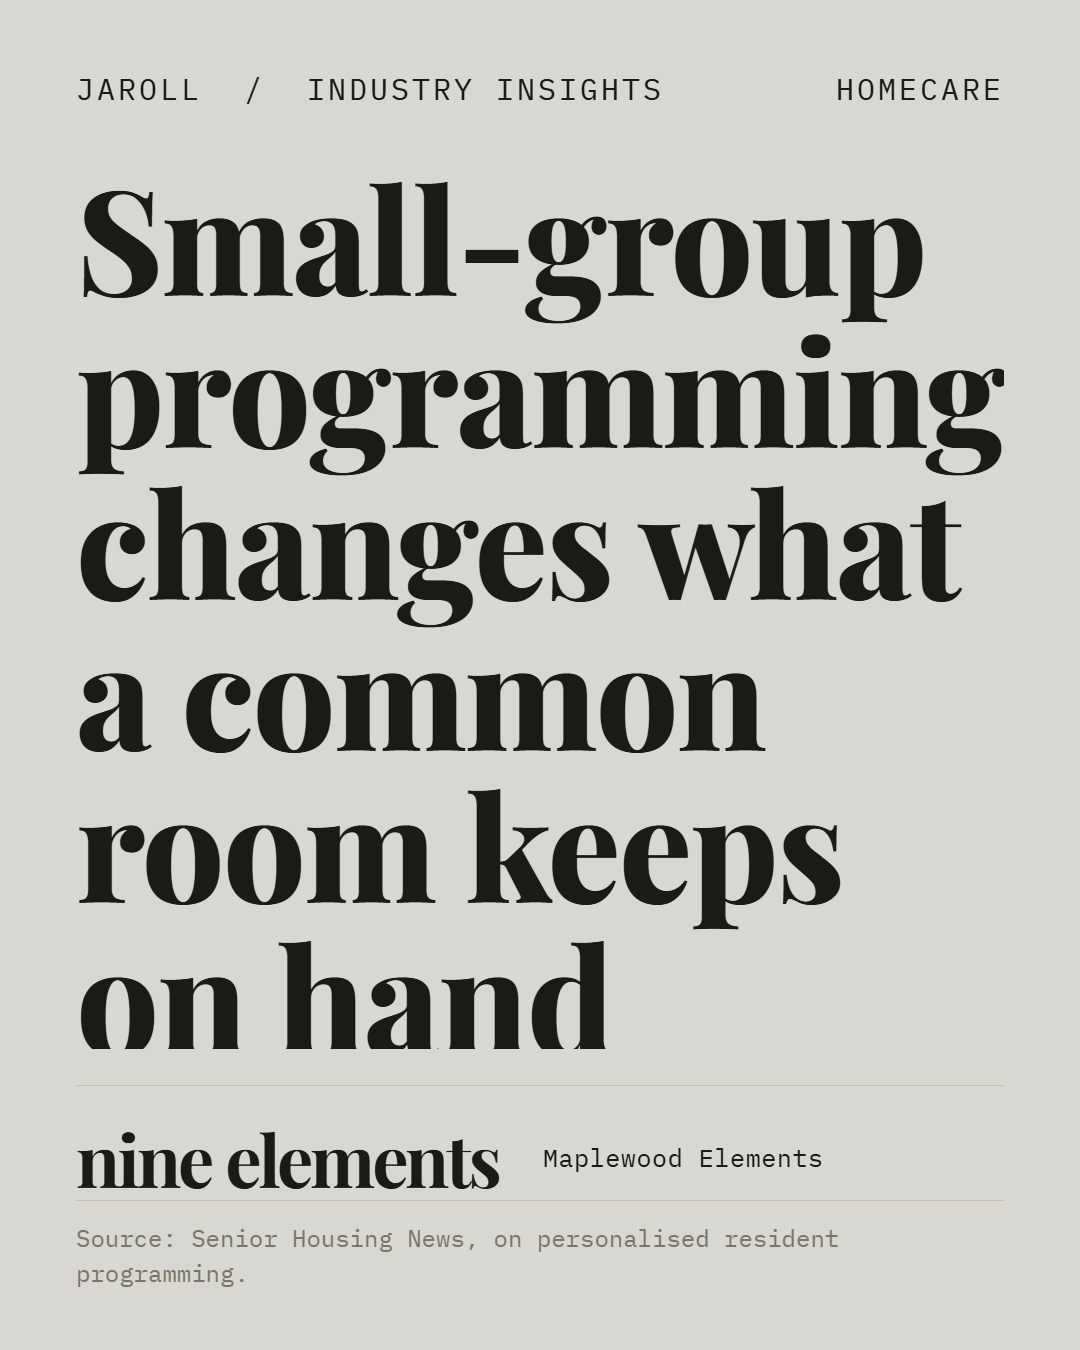 JAROLL / INDUSTRY INSIGHTS HOMECARE
Small-group
programming
changes what
a common
room keeps
on hand
nine elements Maplewood Elements
Source: Senior Housing News, on personalised resident
programming.